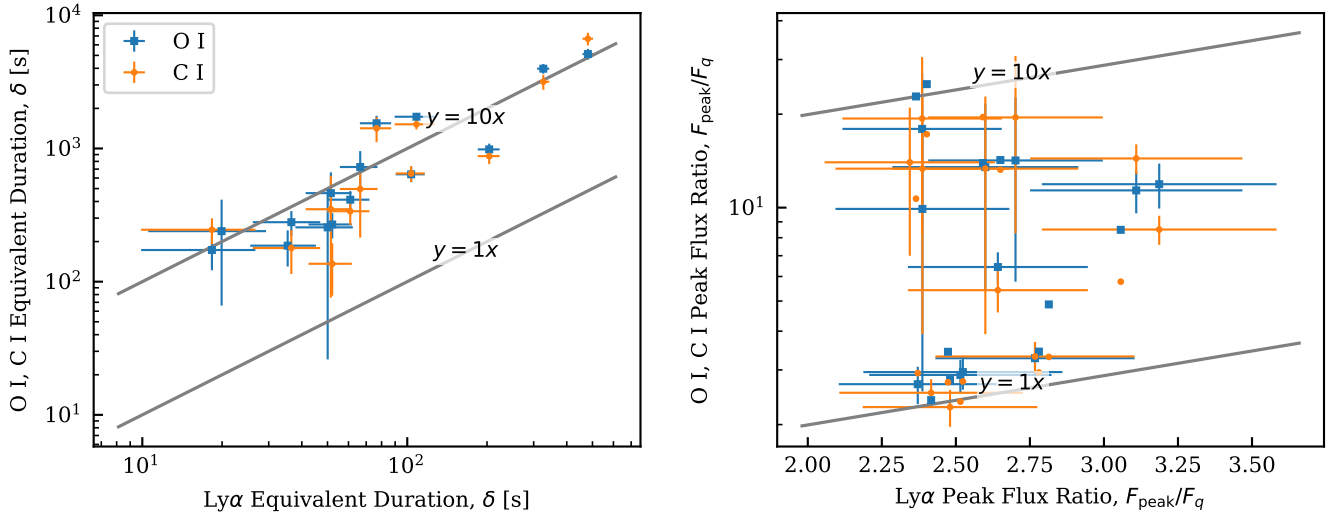 O I, C I Equivalent Duration, δ [s]
10⁴
10³
10²
10¹
O I
C I
y = 10x
y = 1x
10¹
10²
Lyα Equivalent Duration, δ [s]
O I, C I Peak Flux Ratio, F_peak/F_q
10¹
y = 10x
y = 1x
2.00 2.25 2.50 2.75 3.00 3.25 3.50
Lyα Peak Flux Ratio, F_peak/F_q